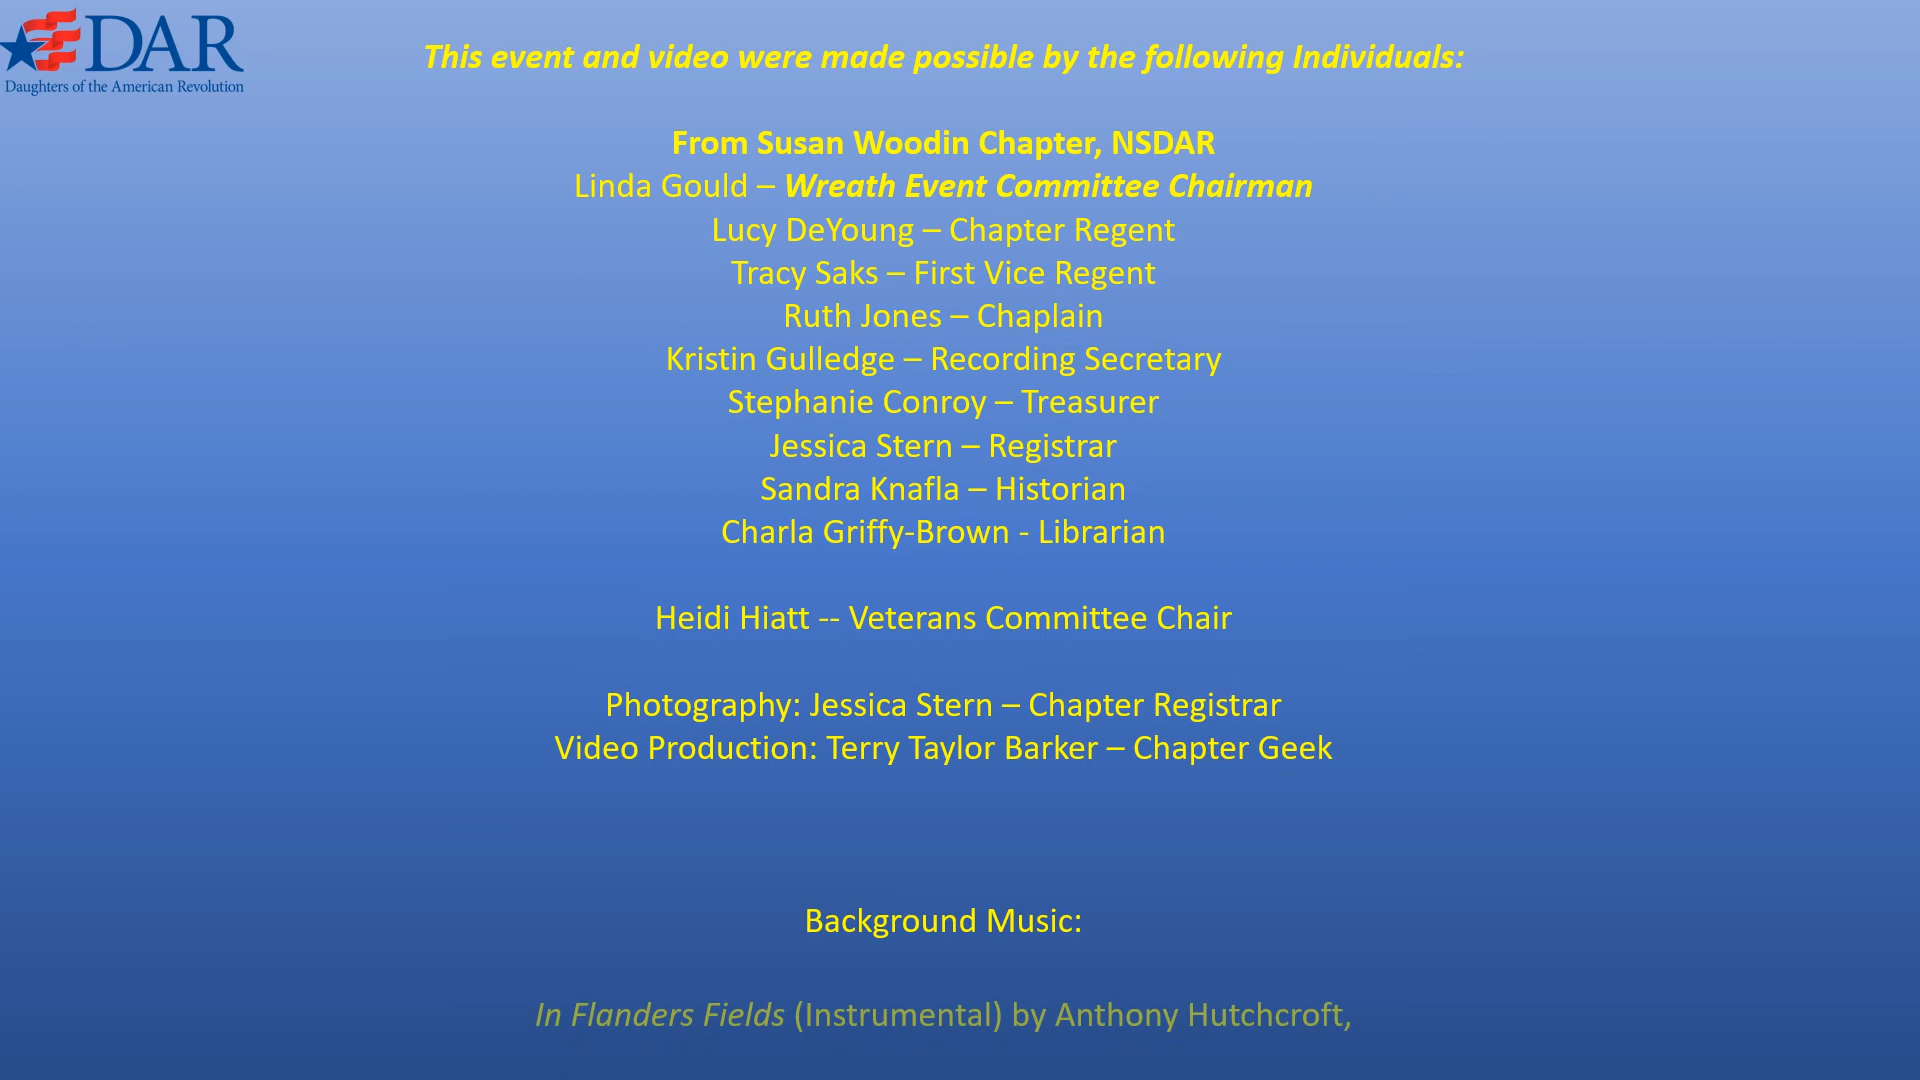 DAR
Daughters of the American Revolution
This event and video were made possible by the following Individuals:
From Susan Woodin Chapter, NSDAR
Linda Gould – Wreath Event Committee Chairman
Lucy DeYoung – Chapter Regent
Tracy Saks – First Vice Regent
Ruth Jones – Chaplain
Kristin Gulledge – Recording Secretary
Stephanie Conroy – Treasurer
Jessica Stern – Registrar
Sandra Knafla – Historian
Charla Griffy-Brown - Librarian
Heidi Hiatt -- Veterans Committee Chair
Photography: Jessica Stern – Chapter Registrar
Video Production: Terry Taylor Barker – Chapter Geek
Background Music:
In Flanders Fields (Instrumental) by Anthony Hutchcroft,